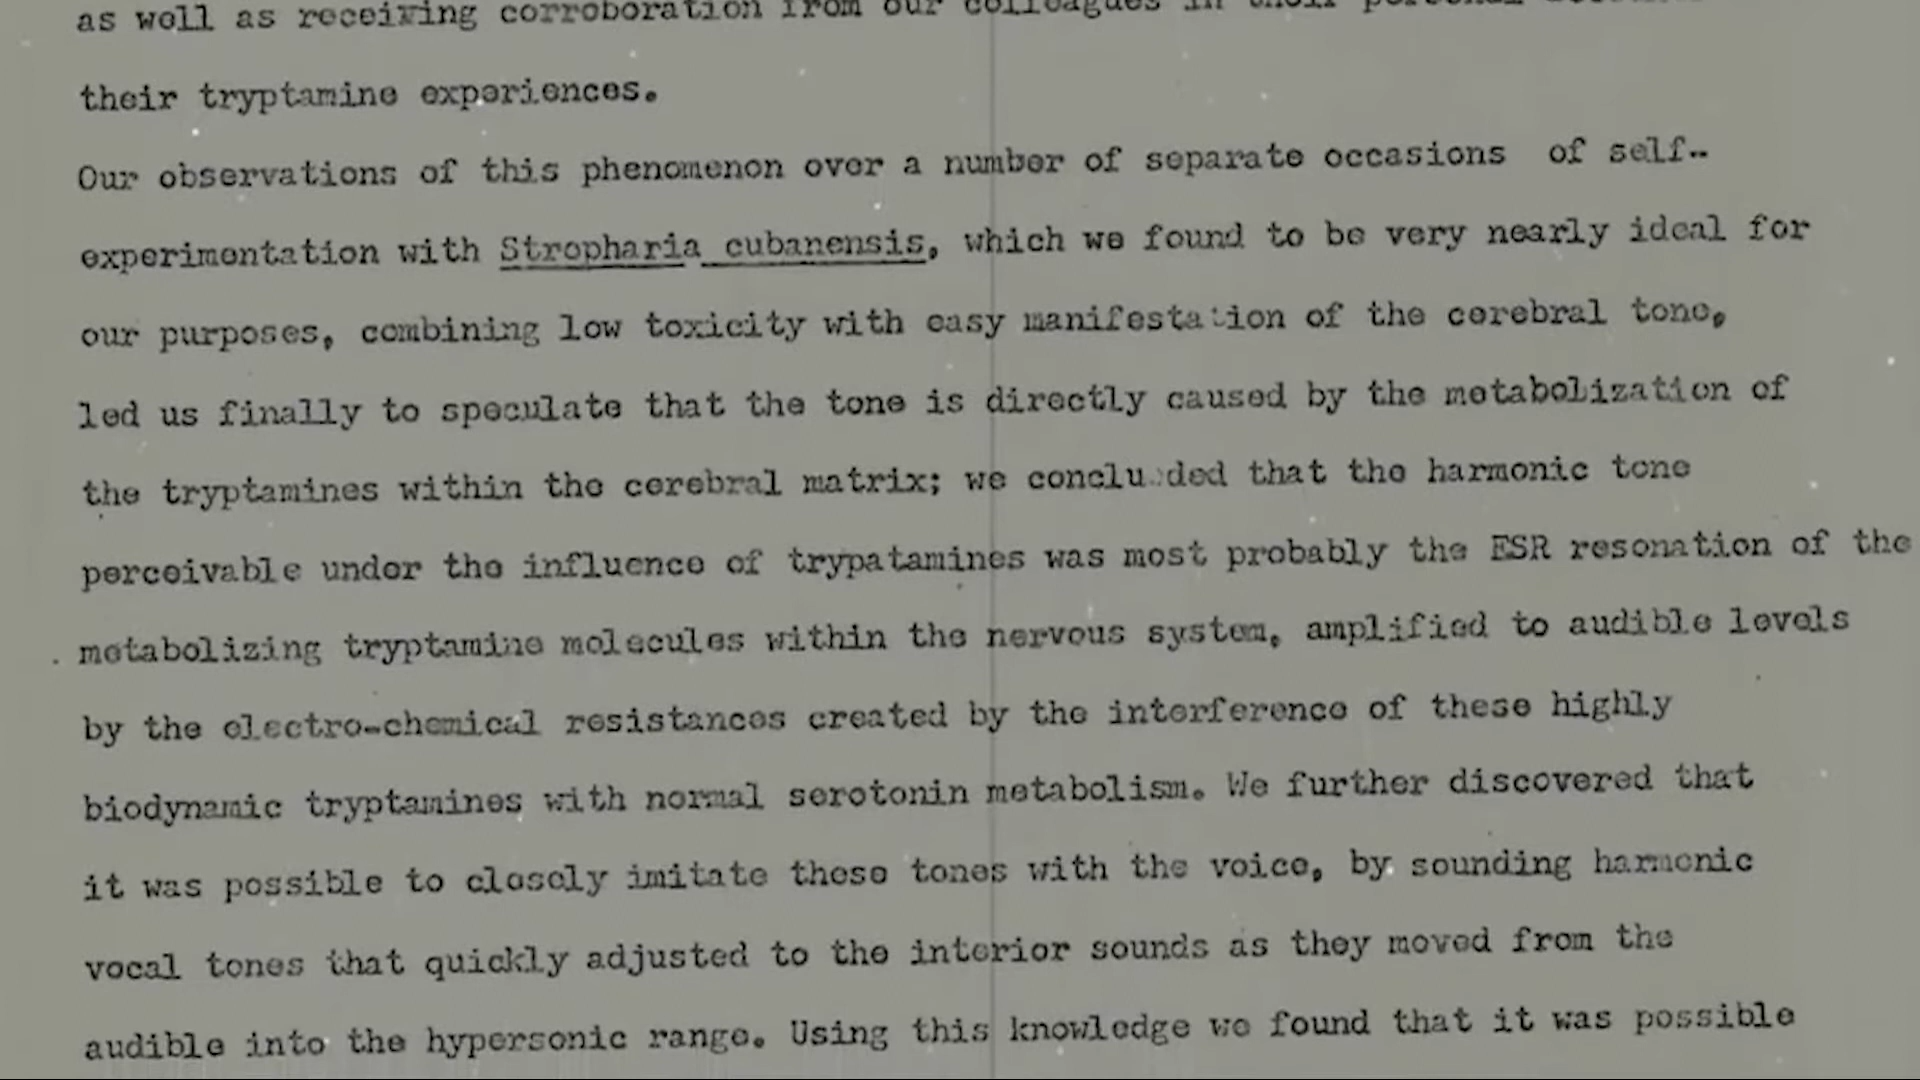 as well as receiving corroboration from our colleagues in their personal
their tryptamine experiences.
Our observations of this phenomenon over a number of separate occasions of self-
experimentation with Stropharia cubanensis, which we found to be very nearly ideal for
our purposes, combining low toxicity with easy manifestation of the cerebral tone,
led us finally to speculate that the tone is directly caused by the metabolization of
the tryptamines within the cerebral matrix; we concluded that the harmonic tone
perceivable under the influence of trypatamines was most probably the ESR resonation of the
metabolizing tryptamine molecules within the nervous system, amplified to audible levels
by the electro-chemical resistances created by the interference of these highly
biodynamic tryptamines with normal serotonin metabolism. We further discovered that
it was possible to closely imitate these tones with the voice, by sounding harmonic
vocal tones that quickly adjusted to the interior sounds as they moved from the
audible into the hypersonic range. Using this knowledge we found that it was possible